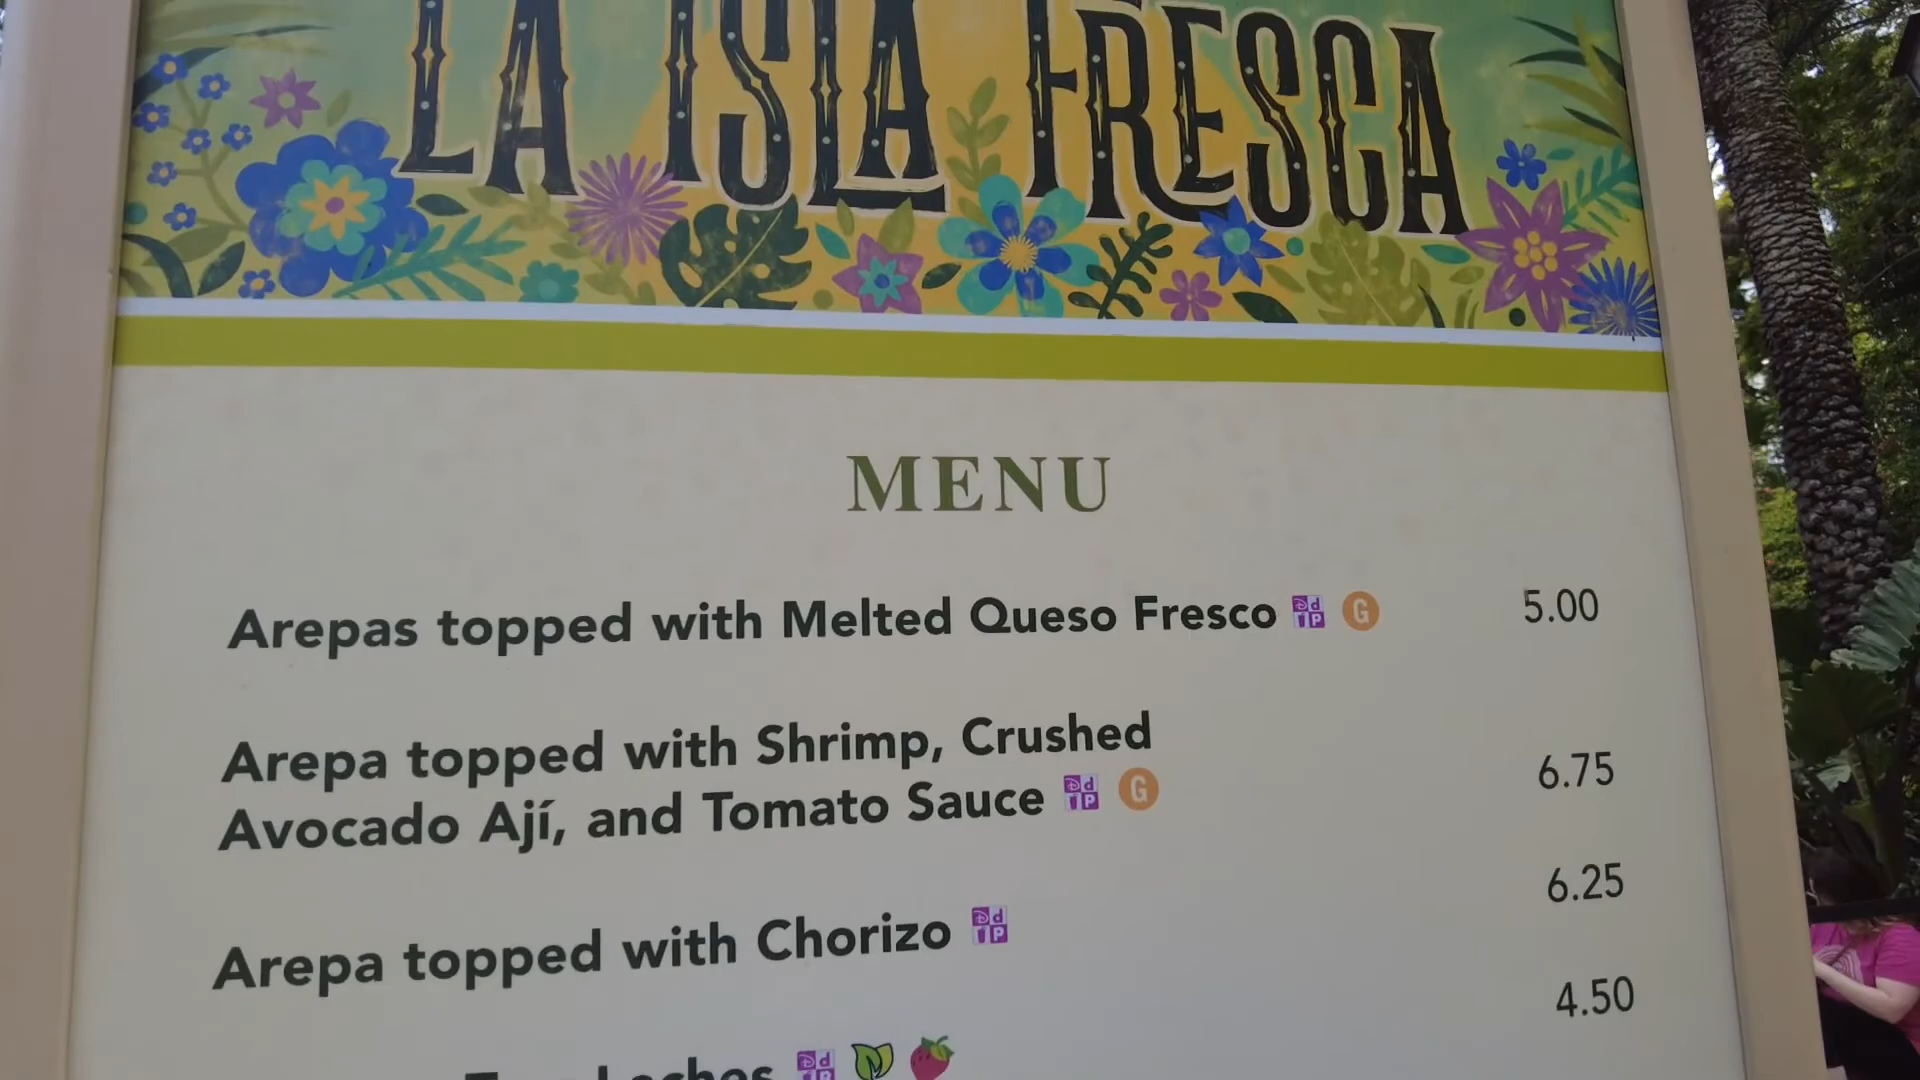 LA ISLA FRESCA
MENU
Arepas topped with Melted Queso Fresco G 5.00
Arepa topped with Shrimp, Crushed
Avocado Ají, and Tomato Sauce G 6.75
Arepa topped with Chorizo 6.25
Leches 4.50